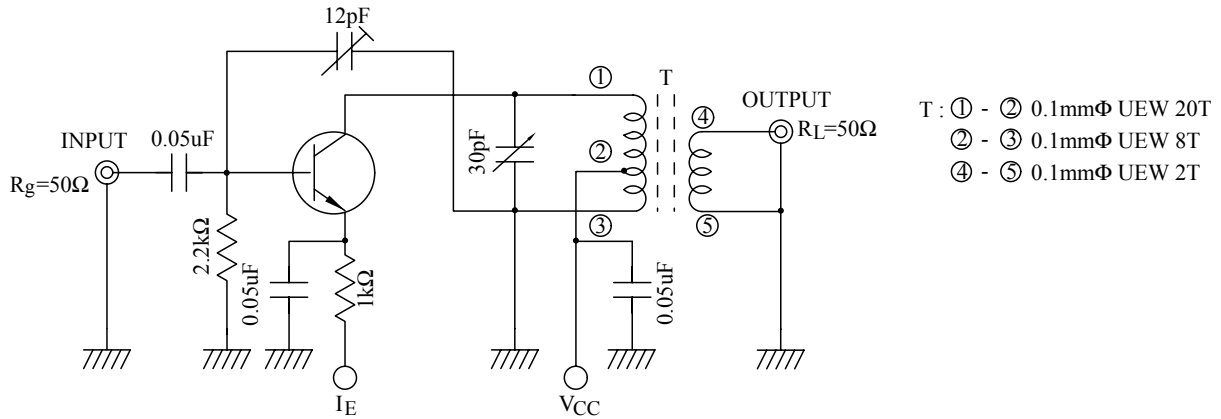 12pF
①
T
④
OUTPUT
RL=50Ω
INPUT
Rg=50Ω
0.05uF
30pF
②
③
⑤
2.2kΩ
0.05uF
1kΩ
0.05uF
IE
VCC
T : ① - ② 0.1mmΦ UEW 20T
② - ③ 0.1mmΦ UEW 8T
④ - ⑤ 0.1mmΦ UEW 2T